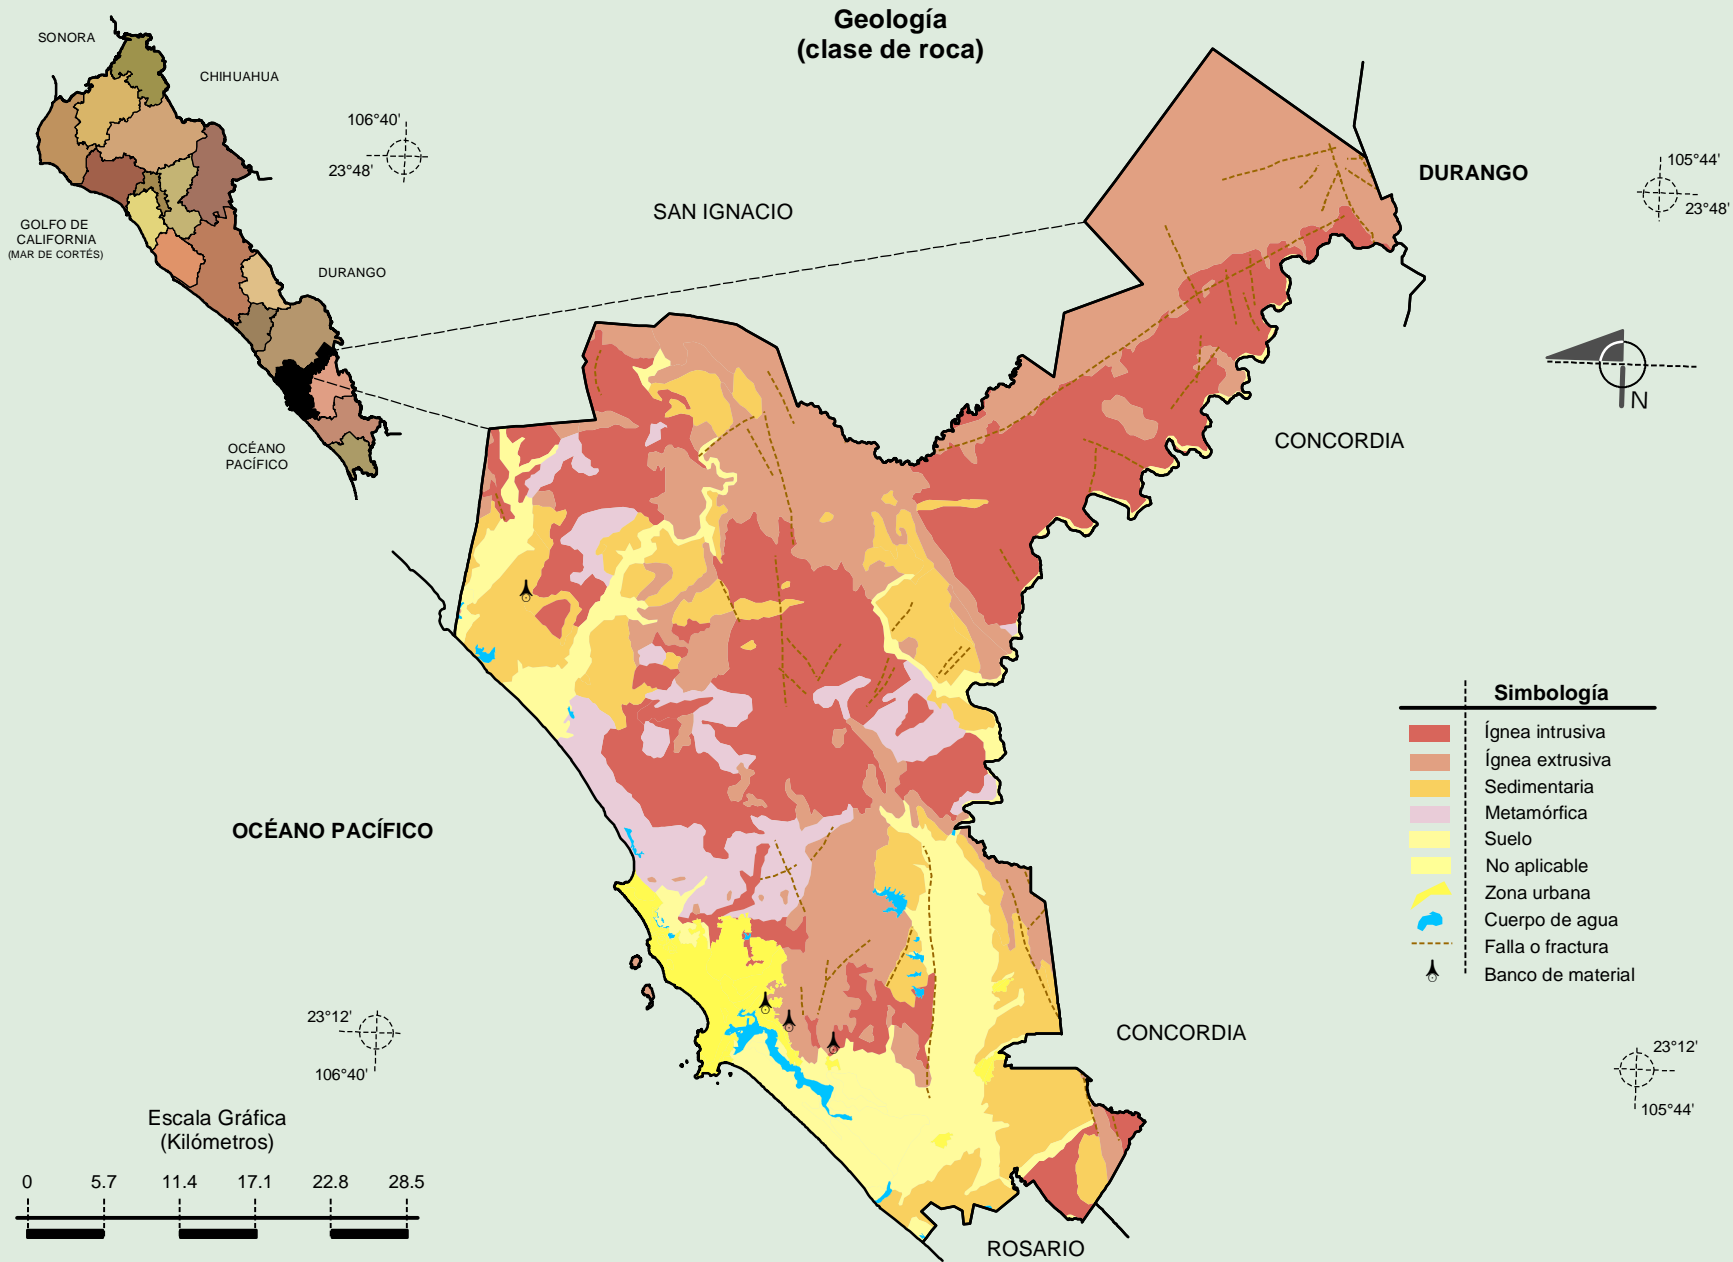 Geología
(clase de roca)
SONORA
CHIHUAHUA
106°40'
23°48'
GOLFO DE
CALIFORNIA
(MAR DE CORTÉS)
DURANGO
OCÉANO
PACÍFICO
SAN IGNACIO
DURANGO
105°44'
23°48'
N
CONCORDIA
Simbología
Ígnea intrusiva
Ígnea extrusiva
Sedimentaria
Metamórfica
Suelo
No aplicable
Zona urbana
Cuerpo de agua
Falla o fractura
Banco de material
OCÉANO PACÍFICO
23°12'
106°40'
CONCORDIA
23°12'
105°44'
Escala Gráfica
(Kilómetros)
0 5.7 11.4 17.1 22.8 28.5
ROSARIO